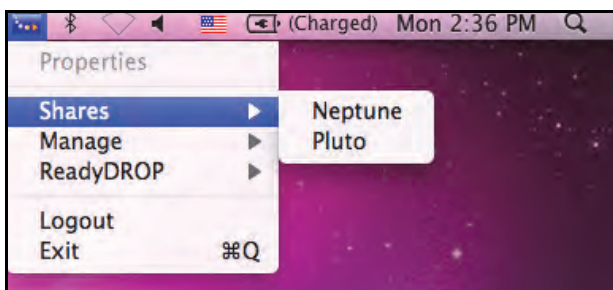 (Charged) Mon 2:36 PM
Properties
Shares
Neptune
Manage
Pluto
ReadyDROP
Logout
Exit ⌘Q